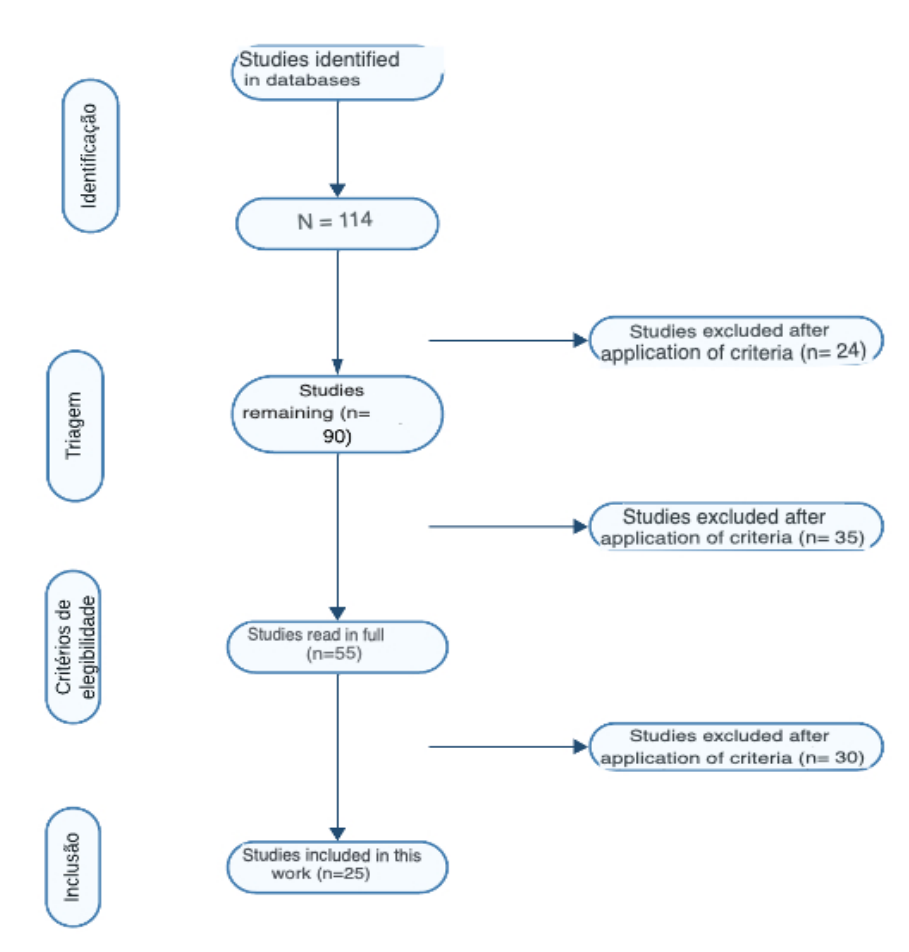 Studies identified
in databases
Identificação
N = 114
Studies excluded after
application of criteria (n= 24)
Triagem
Studies
remaining (n=
90)
Studies excluded after
application of criteria (n= 35)
Critérios de
elegibilidade
Studies read in full
(n=55)
Studies excluded after
application of criteria (n= 30)
Inclusão
Studies included in this
work (n=25)